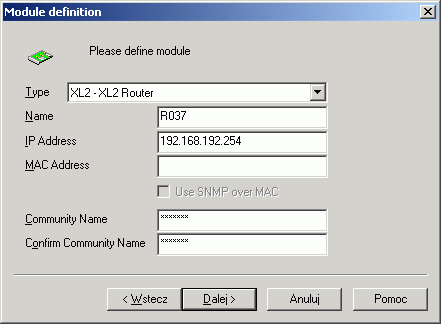 Module definition
Please define module
Type XL2 - XL2 Router
Name R037
IP Address 192.168.192.254
MAC Address
Use SNMP over MAC
Community Name *******
Confirm Community Name *******
< Wstecz Dalej > Anuluj Pomoc